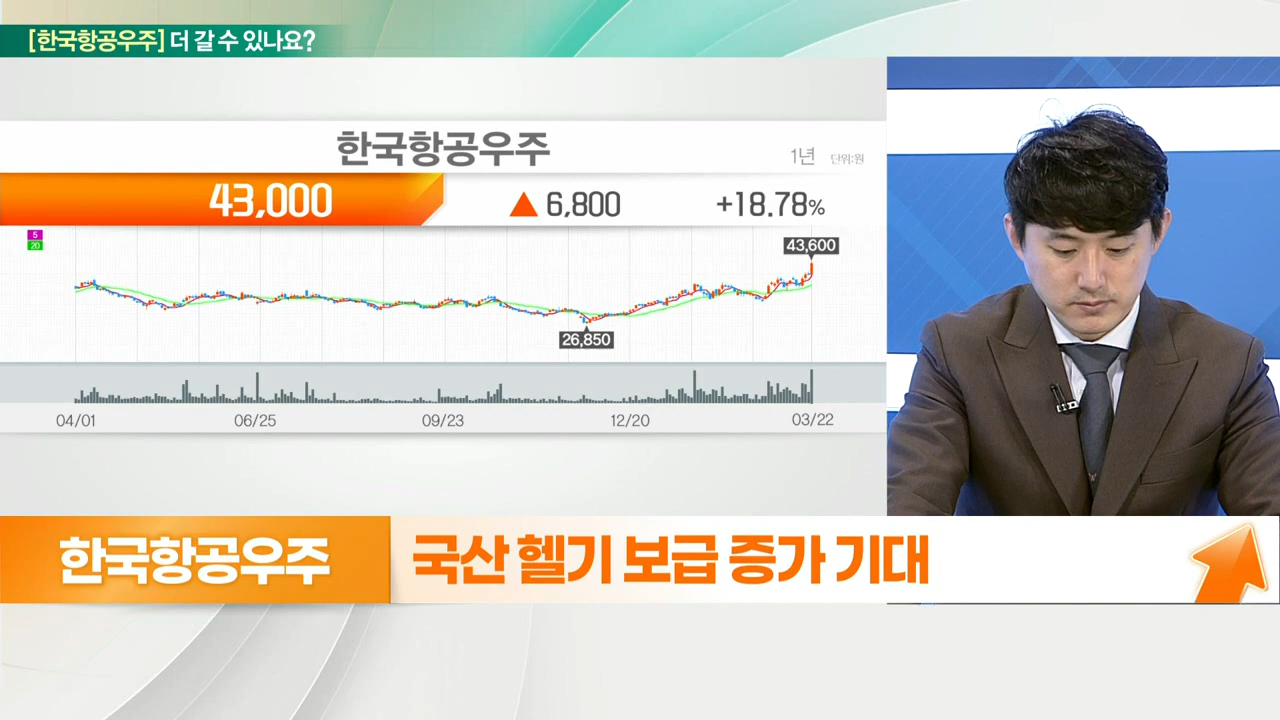 [한국항공우주] 더 갈 수 있나요?
한국항공우주
1년 단위:원
43,000 ▲ 6,800 +18.78%
5
20
43,600
26,850
04/01 06/25 09/23 12/20 03/22
한국항공우주 국산 헬기 보급 증가 기대